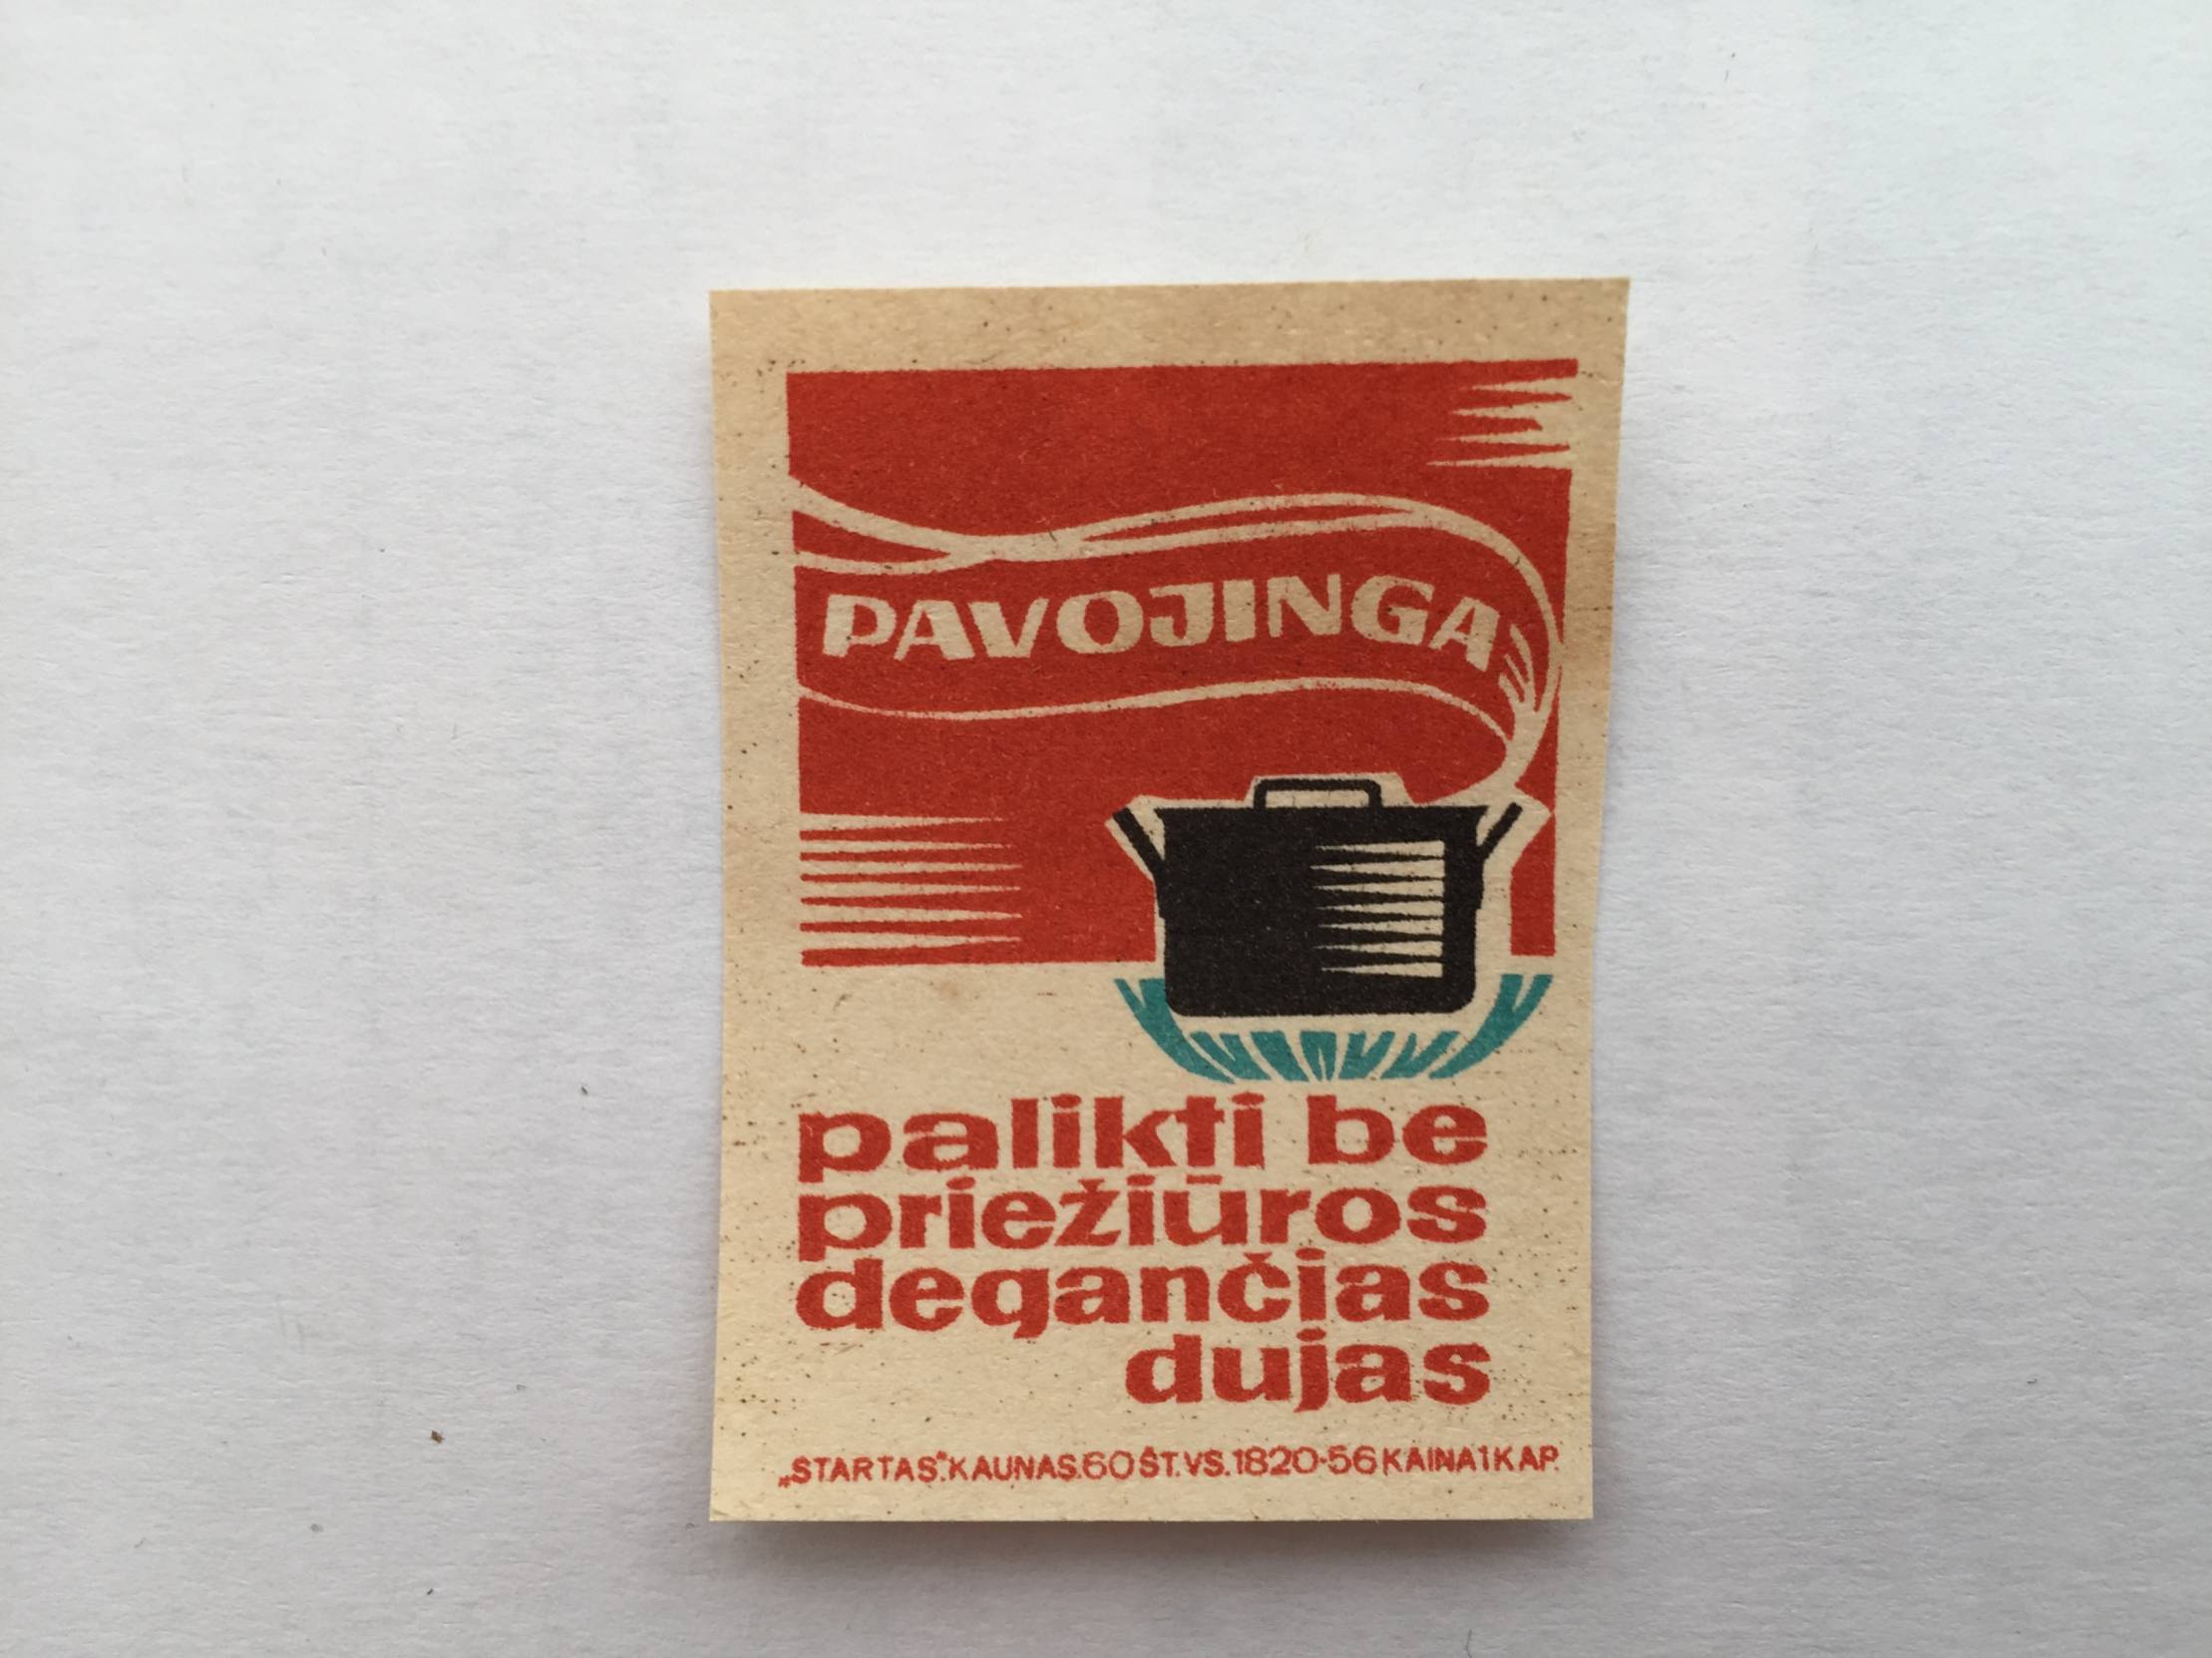 PAVOJINGA
palikti be
priežiūros
degančias
dujas
„STARTAS“.KAUNAS.60 ŠT.VS.1820-56 KAINA 1 KAP.